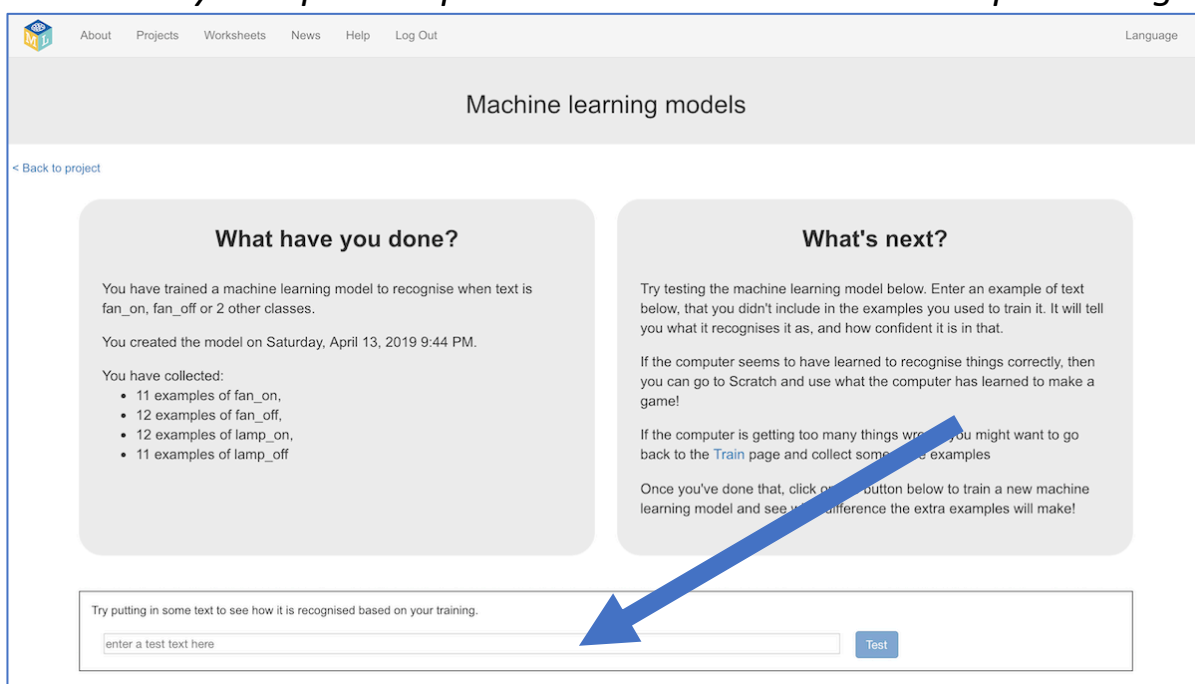 About Projects Worksheets News Help Log Out Language
Machine learning models
< Back to project
What have you done?
You have trained a machine learning model to recognise when text is
fan_on, fan_off or 2 other classes.
You created the model on Saturday, April 13, 2019 9:44 PM.
You have collected:
• 11 examples of fan_on,
• 12 examples of fan_off,
• 12 examples of lamp_on,
• 11 examples of lamp_off
What's next?
Try testing the machine learning model below. Enter an example of text
below, that you didn't include in the examples you used to train it. It will tell
you what it recognises it as, and how confident it is in that.
If the computer seems to have learned to recognise things correctly, then
you can go to Scratch and use what the computer has learned to make a
game!
If the computer is getting too many things you might want to go
back to the Train page and collect examples
Once you've done that, click button below to train a new machine
learning model and see difference the extra examples will make!
Try putting in some text to see how it is recognised based on your training.
enter a test text here
Test